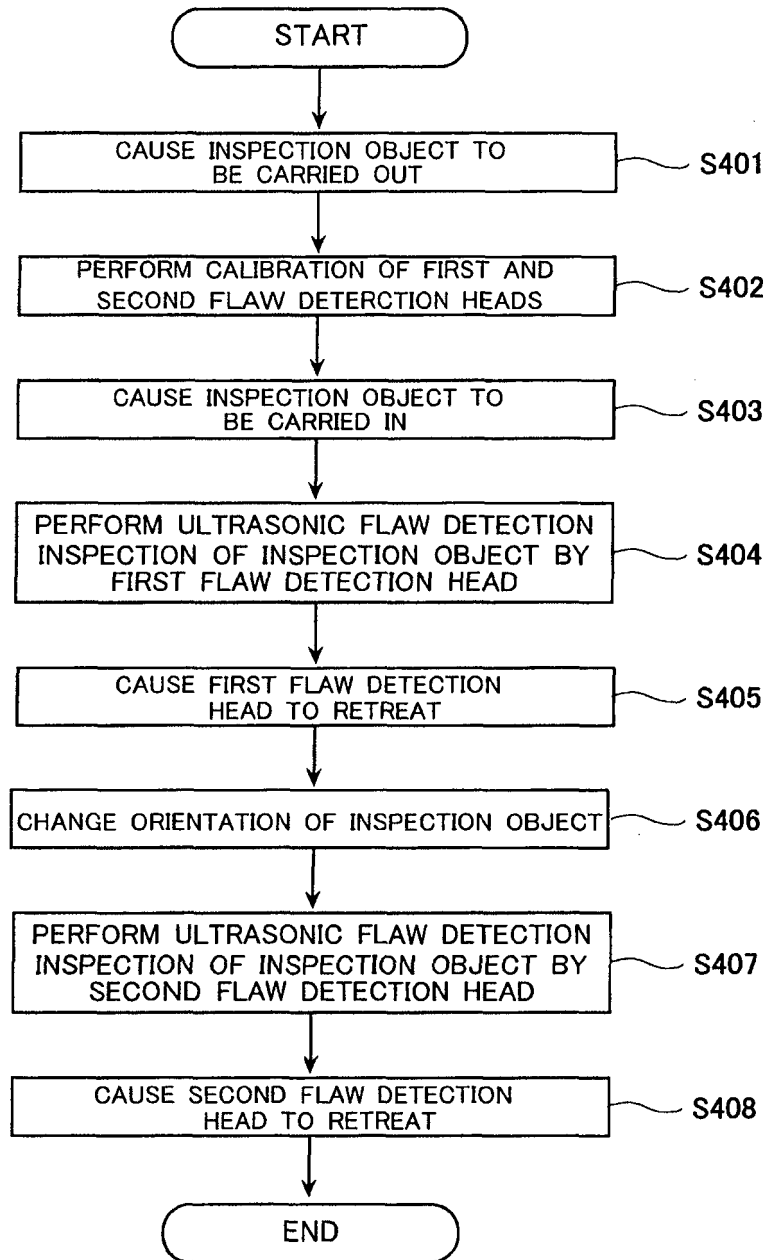 START
CAUSE INSPECTION OBJECT TO
BE CARRIED OUT
S401
PERFORM CALIBRATION OF FIRST AND
SECOND FLAW DETERCTION HEADS
S402
CAUSE INSPECTION OBJECT TO
BE CARRIED IN
S403
PERFORM ULTRASONIC FLAW DETECTION
INSPECTION OF INSPECTION OBJECT BY
FIRST FLAW DETECTION HEAD
S404
CAUSE FIRST FLAW DETECTION
HEAD TO RETREAT
S405
CHANGE ORIENTATION OF INSPECTION OBJECT
S406
PERFORM ULTRASONIC FLAW DETECTION
INSPECTION OF INSPECTION OBJECT BY
SECOND FLAW DETECTION HEAD
S407
CAUSE SECOND FLAW DETECTION
HEAD TO RETREAT
S408
END